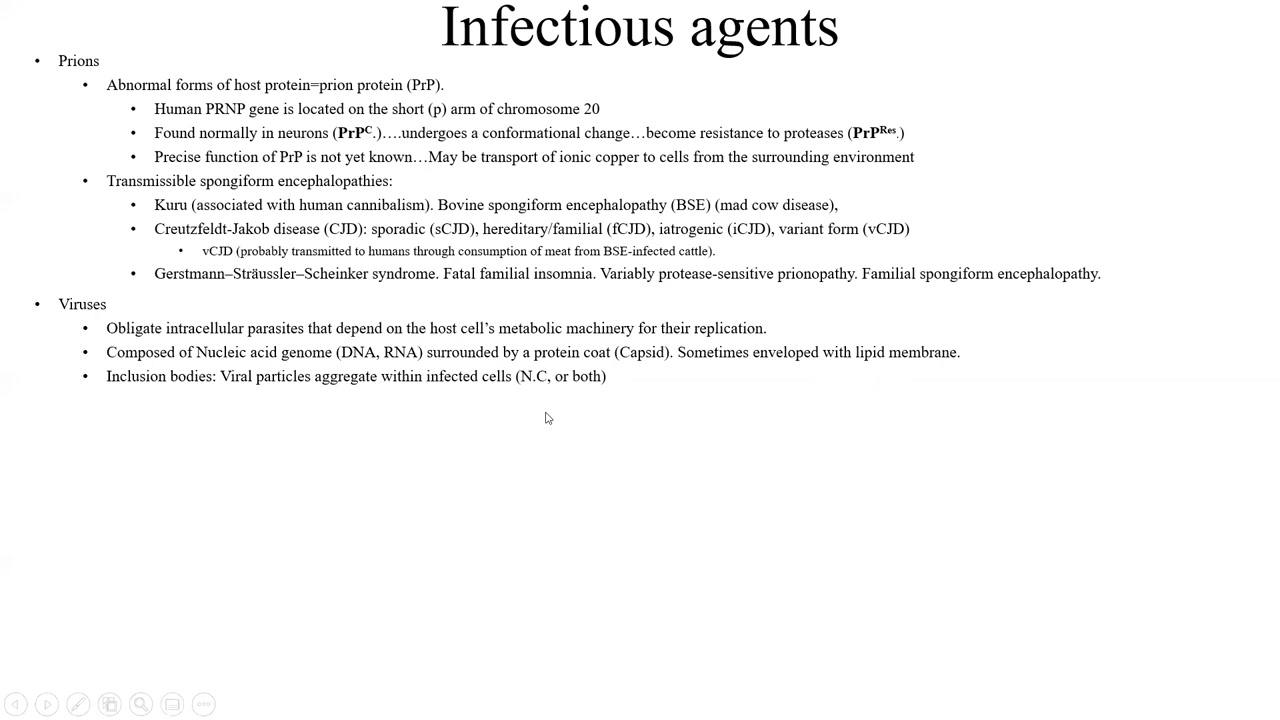 Infectious agents
• Prions
• Abnormal forms of host protein=prion protein (PrP).
• Human PRNP gene is located on the short (p) arm of chromosome 20
• Found normally in neurons (PrPC.)….undergoes a conformational change…become resistance to proteases (PrPRes.)
• Precise function of PrP is not yet known…May be transport of ionic copper to cells from the surrounding environment
• Transmissible spongiform encephalopathies:
• Kuru (associated with human cannibalism). Bovine spongiform encephalopathy (BSE) (mad cow disease),
• Creutzfeldt-Jakob disease (CJD): sporadic (sCJD), hereditary/familial (fCJD), iatrogenic (iCJD), variant form (vCJD)
• vCJD (probably transmitted to humans through consumption of meat from BSE-infected cattle).
• Gerstmann–Sträussler–Scheinker syndrome. Fatal familial insomnia. Variably protease-sensitive prionopathy. Familial spongiform encephalopathy.
• Viruses
• Obligate intracellular parasites that depend on the host cell’s metabolic machinery for their replication.
• Composed of Nucleic acid genome (DNA, RNA) surrounded by a protein coat (Capsid). Sometimes enveloped with lipid membrane.
• Inclusion bodies: Viral particles aggregate within infected cells (N.C, or both)